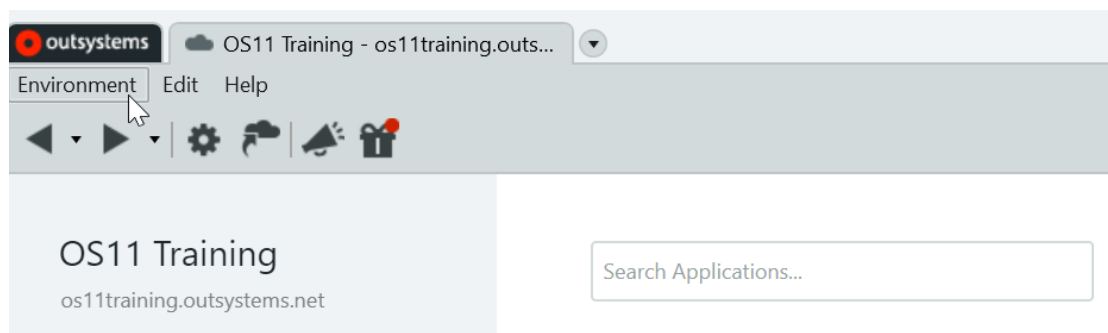 outsystems OS11 Training - os11training.outs...
Environment Edit Help
OS11 Training
Search Applications...
os11training.outsystems.net